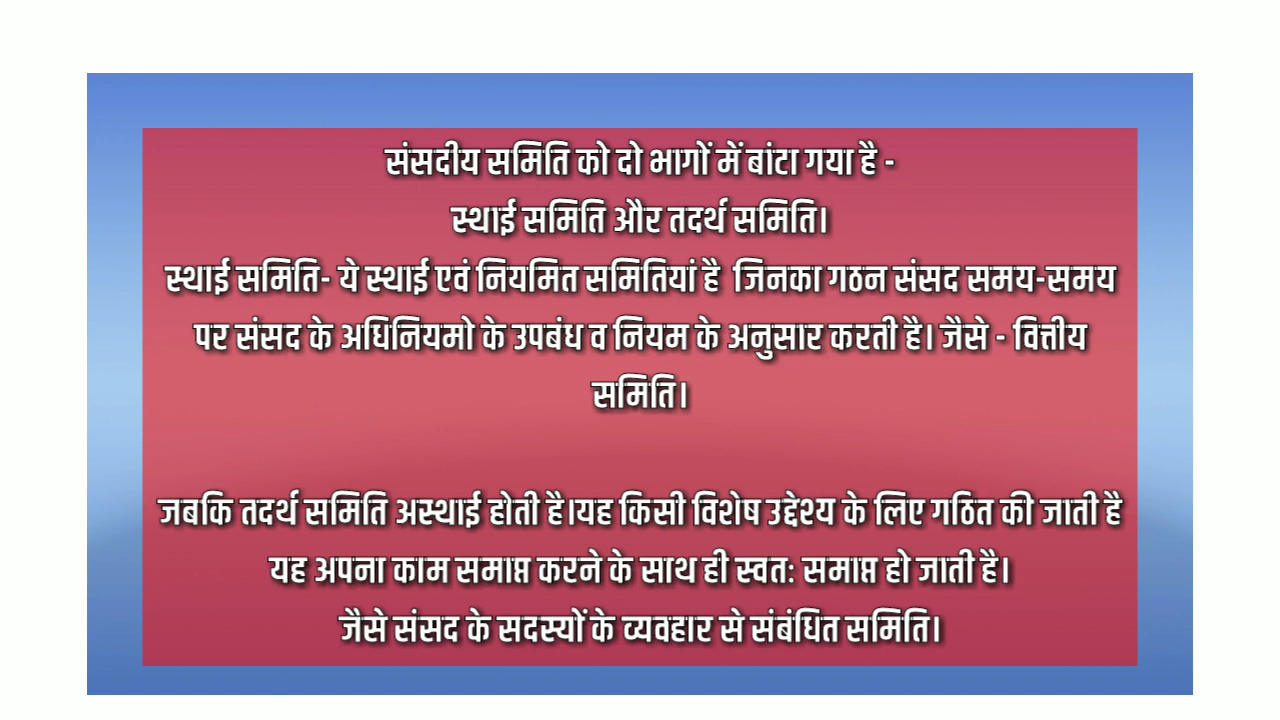 संसदीय समिति को दो भागों में बांटा गया है -
स्थाई समिति और तदर्थ समिति।
स्थाई समिति- ये स्थाई एवं नियमित समितियां है जिनका गठन संसद समय-समय
पर संसद के अधिनियमो के उपबंध व नियम के अनुसार करती है। जैसे - वित्तीय
समिति।
जबकि तदर्थ समिति अस्थाई होती है।यह किसी विशेष उद्देश्य के लिए गठित की जाती है
यह अपना काम समाप्त करने के साथ ही स्वत: समाप्त हो जाती है।
जैसे संसद के सदस्यों के व्यवहार से संबंधित समिति।